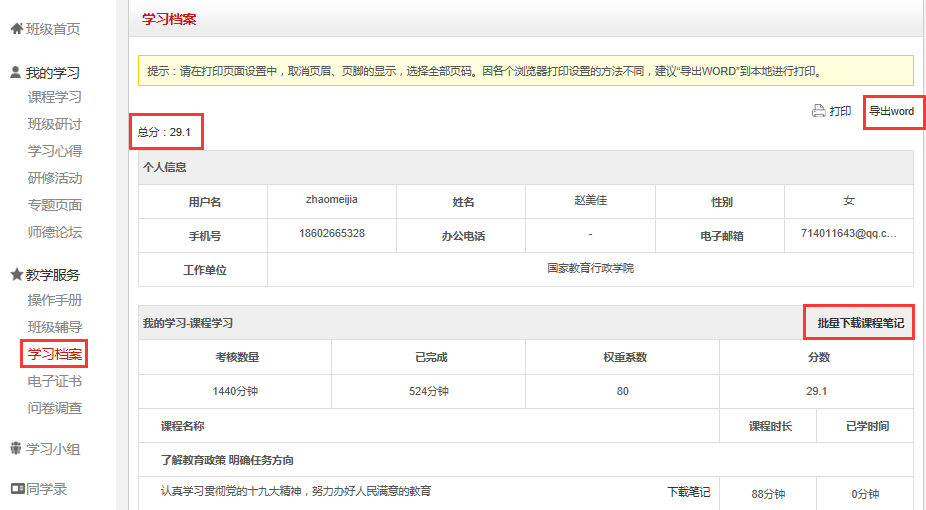 班级首页
我的学习
课程学习
班级研讨
学习心得
研修活动
专题页面
师德论坛
教学服务
操作手册
班级辅导
学习档案
电子证书
问卷调查
学习小组
同学录
学习档案
提示：请在打印页面设置中，取消页眉、页脚的显示，选择全部页码。因各个浏览器打印设置的方法不同，建议“导出WORD”到本地进行打印。
打印 导出word
总分：29.1
个人信息
用户名 zhaomeijia 姓名 赵美佳 性别 女
手机号 18602665328 办公电话 - 电子邮箱 714011643@qq.c...
工作单位 国家教育行政学院
我的学习-课程学习 批量下载课程笔记
考核数量 已完成 权重系数 分数
1440分钟 524分钟 80 29.1
课程名称 课程时长 已学时间
了解教育政策 明确任务方向
认真学习贯彻党的十九大精神，努力办好人民满意的教育 下载笔记 88分钟 0分钟